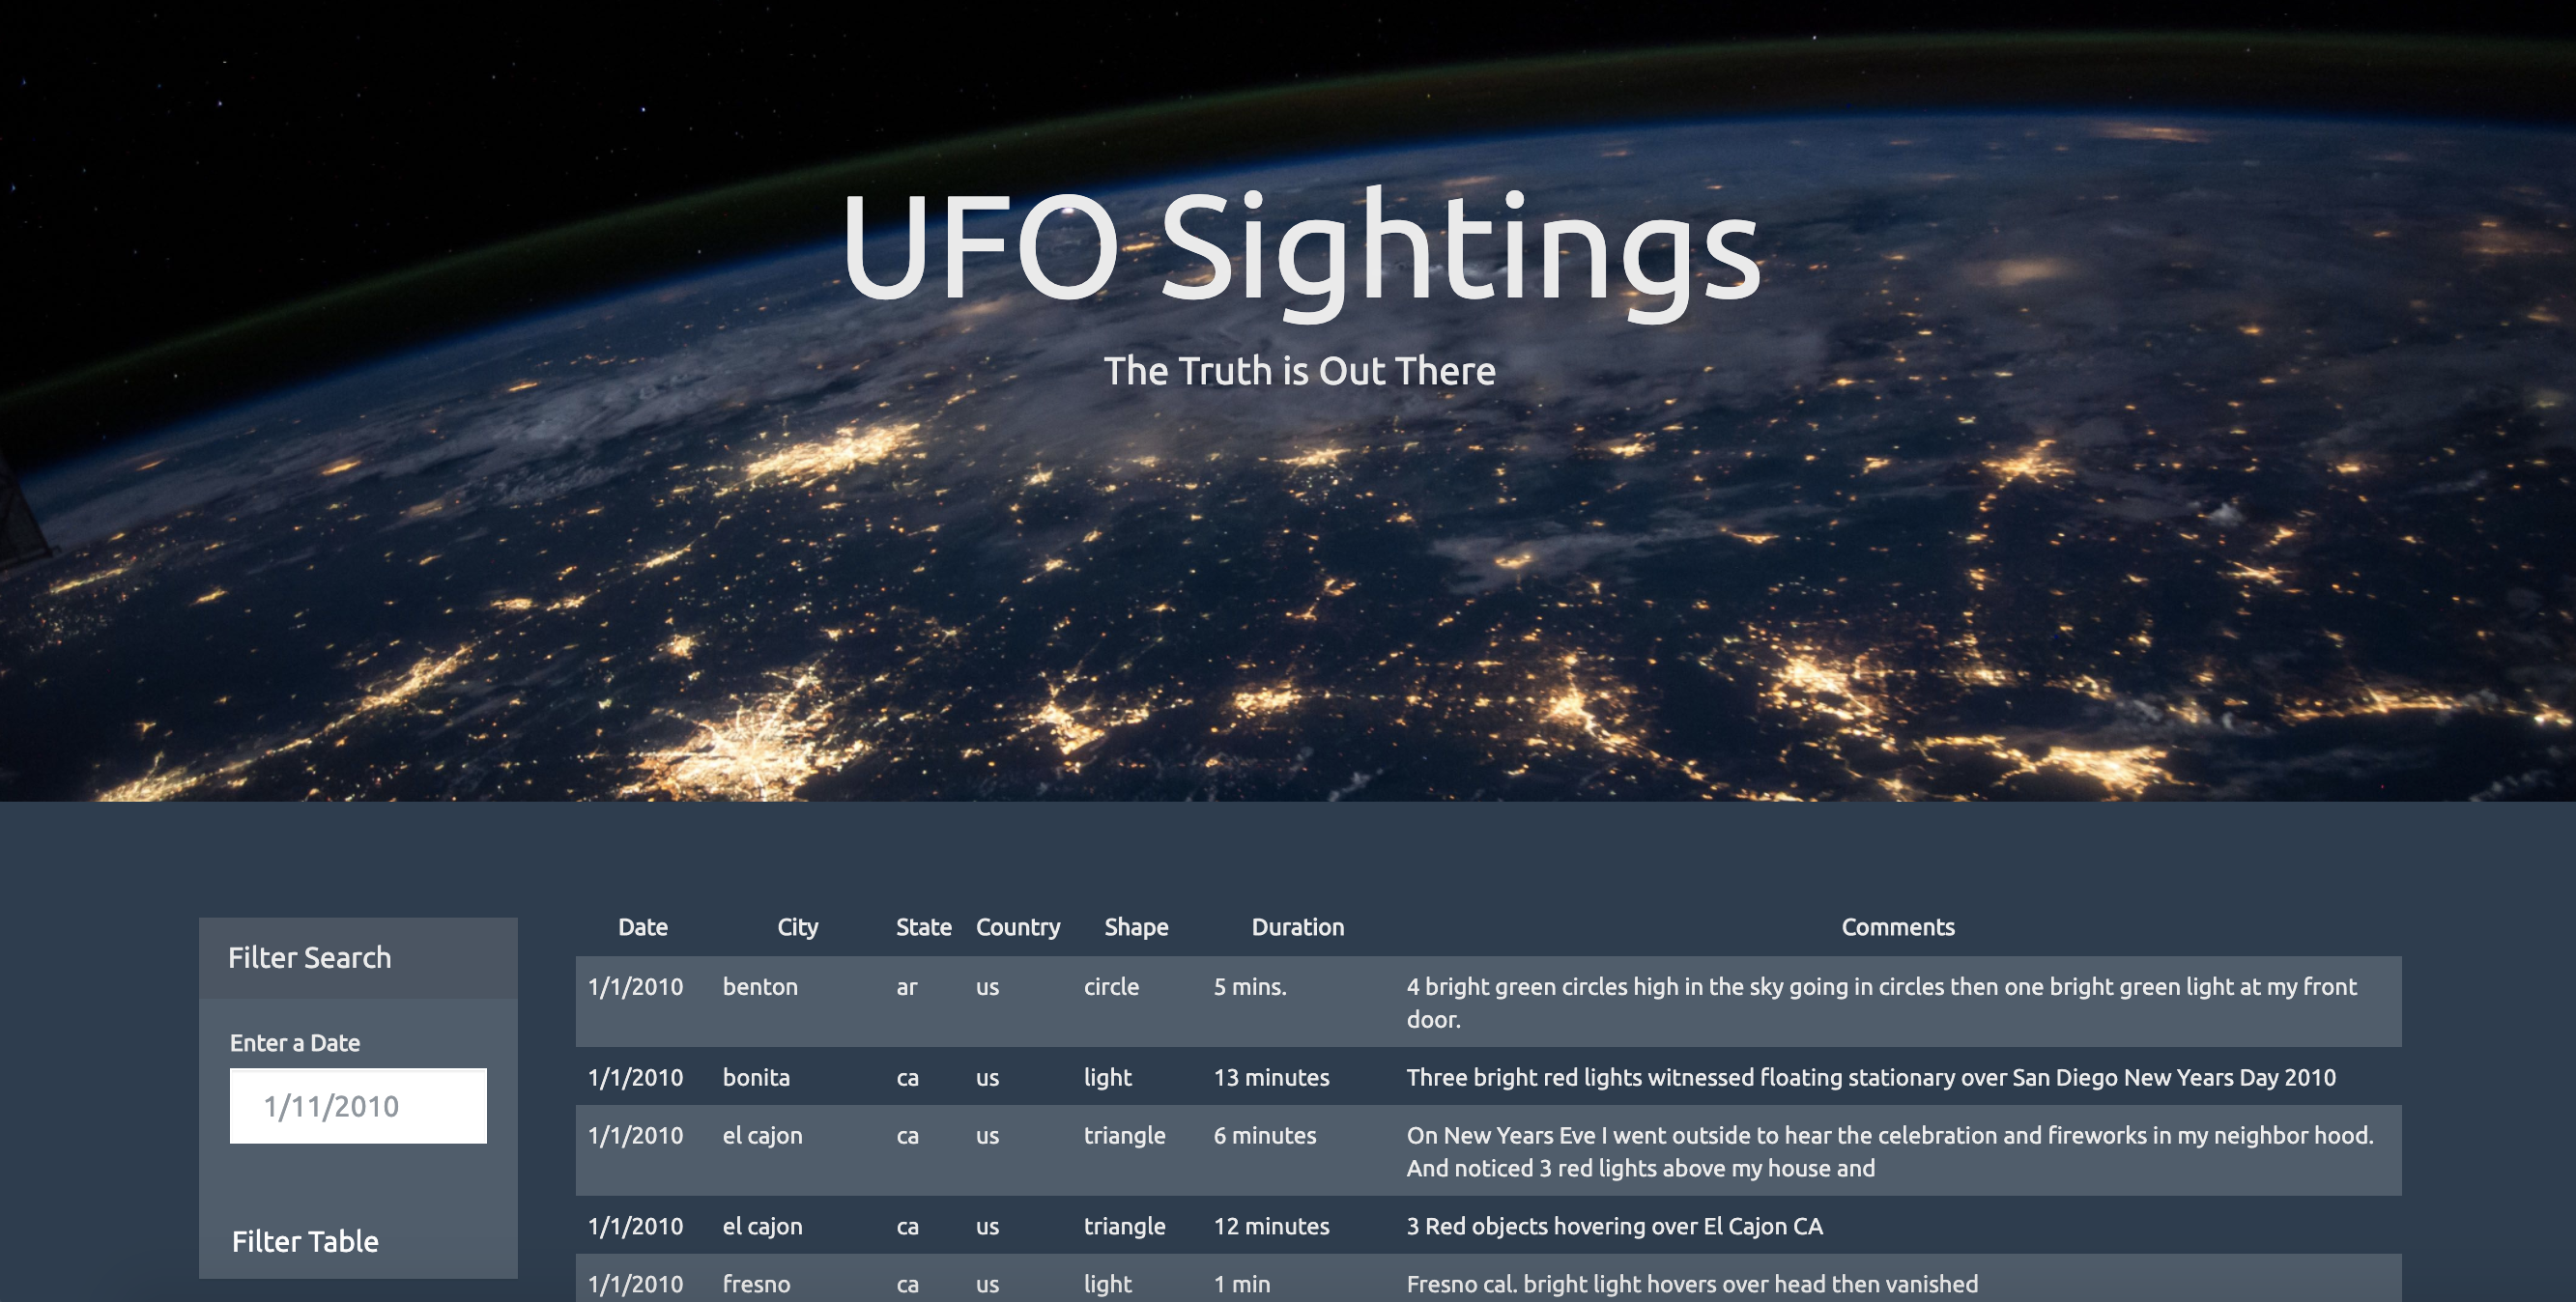 UFO Sightings
The Truth is Out There
Filter Search
Enter a Date
1/11/2010
Filter Table
Date City State Country Shape Duration Comments
1/1/2010 benton ar us circle 5 mins. 4 bright green circles high in the sky going in circles then one bright green light at my front
door.
1/1/2010 bonita ca us light 13 minutes Three bright red lights witnessed floating stationary over San Diego New Years Day 2010
1/1/2010 el cajon ca us triangle 6 minutes On New Years Eve I went outside to hear the celebration and fireworks in my neighbor hood.
And noticed 3 red lights above my house and
1/1/2010 el cajon ca us triangle 12 minutes 3 Red objects hovering over El Cajon CA
1/1/2010 fresno ca us light 1 min Fresno cal. bright light hovers over head then vanished